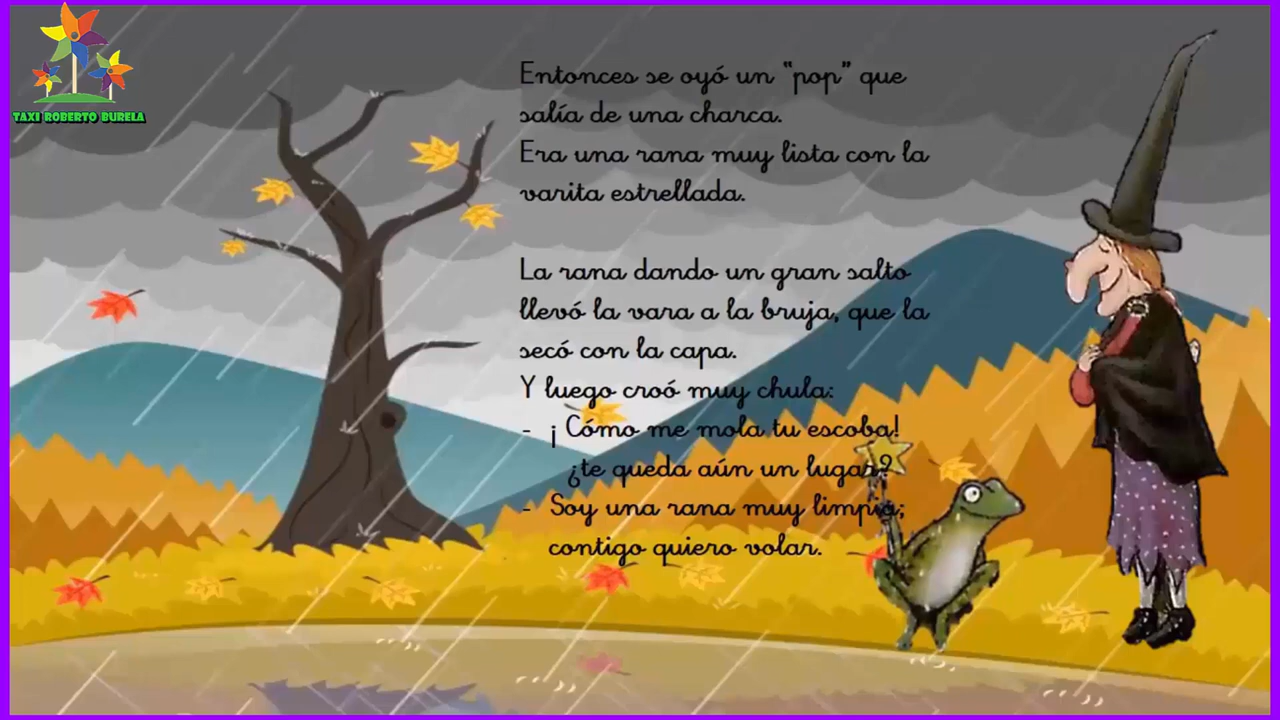 TAXI ROBERTO BURELA
Entonces se oyó un “pop” que
salía de una charca.
Era una rana muy lista con la
varita estrellada.
La rana dando un gran salto
llevó la vara a la bruja, que la
secó con la capa.
Y luego croó muy chula:
- ¡ Cómo me mola tu escoba!
¿te queda aún un lugar?
- Soy una rana muy limpia;
contigo quiero volar.